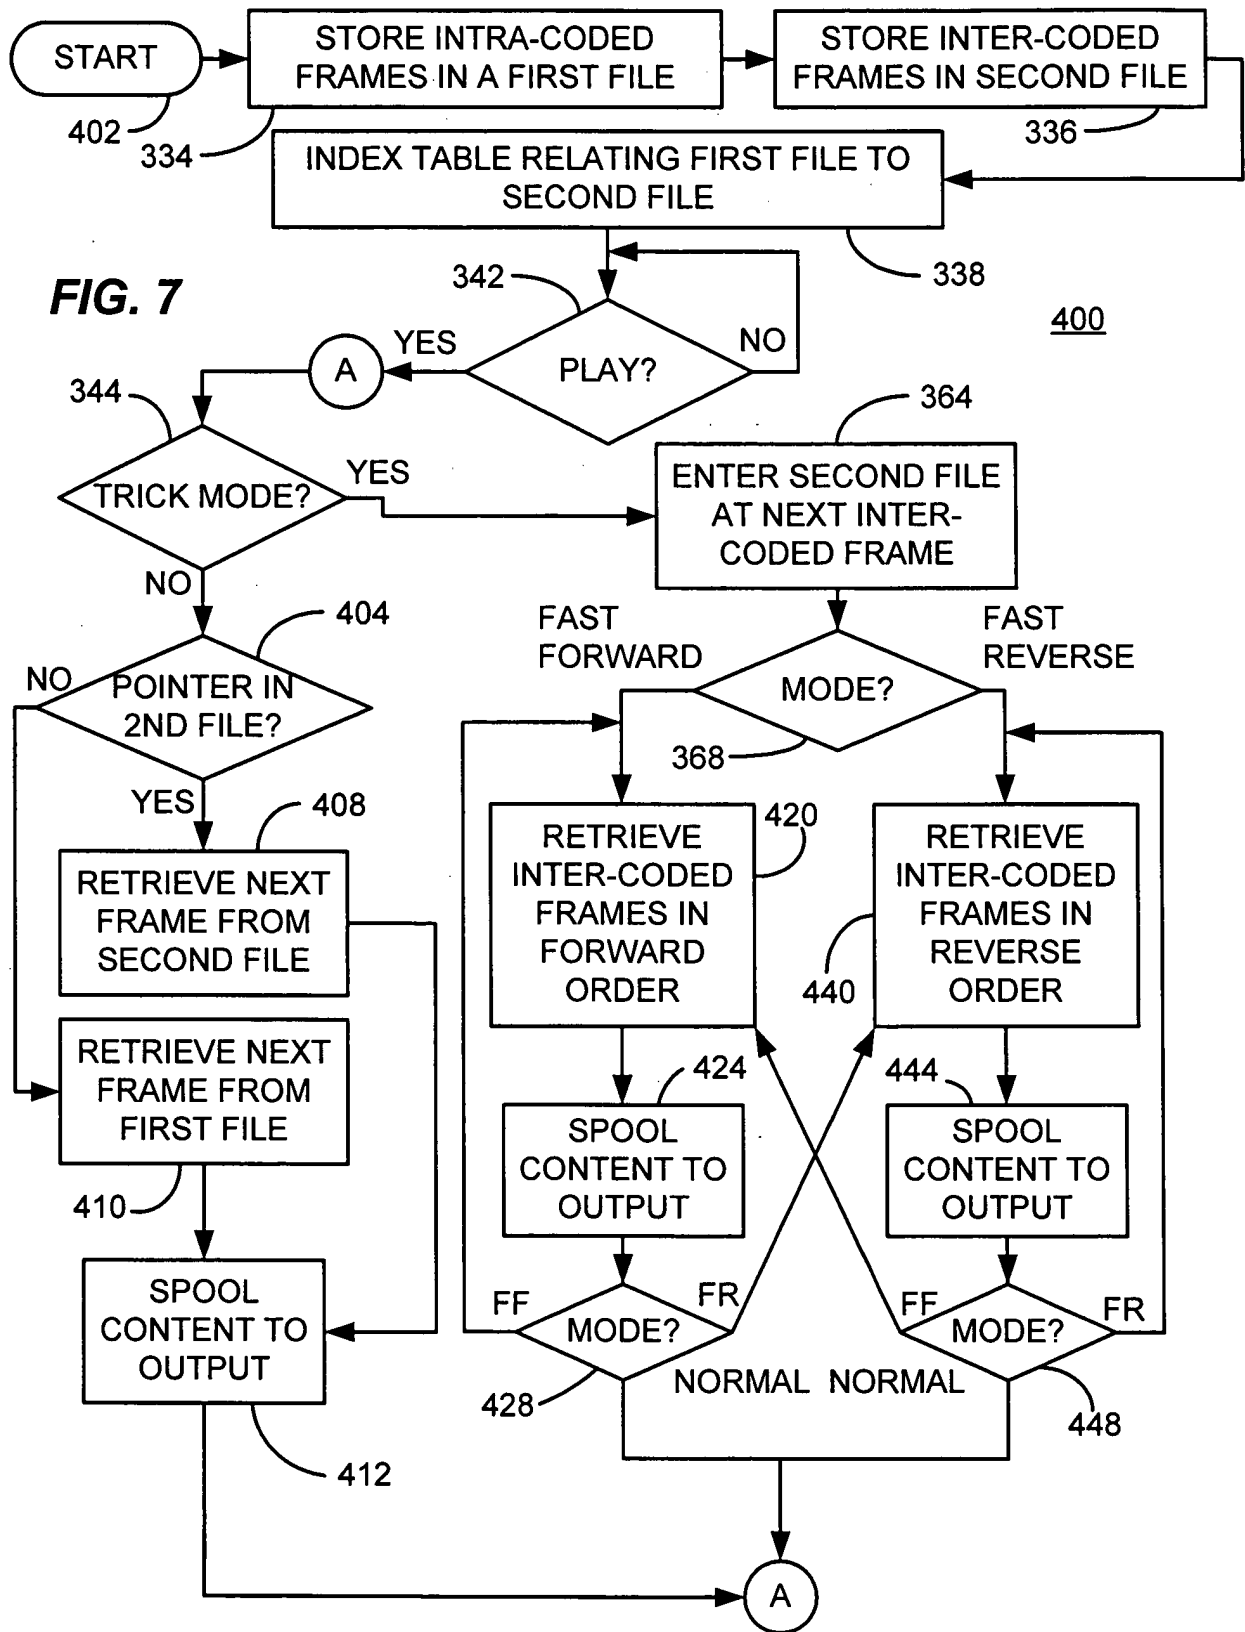 START
402
STORE INTRA-CODED
FRAMES IN A FIRST FILE
334
STORE INTER-CODED
FRAMES IN SECOND FILE
336
INDEX TABLE RELATING FIRST FILE TO
SECOND FILE
338
FIG. 7
400
342
PLAY?
YES
NO
A
344
TRICK MODE?
YES
NO
364
ENTER SECOND FILE
AT NEXT INTER-
CODED FRAME
404
POINTER IN
2ND FILE?
NO
YES
FAST
FORWARD
FAST
REVERSE
MODE?
368
408
RETRIEVE NEXT
FRAME FROM
SECOND FILE
RETRIEVE NEXT
FRAME FROM
FIRST FILE
410
SPOOL
CONTENT TO
OUTPUT
412
420
RETRIEVE
INTER-CODED
FRAMES IN
FORWARD
ORDER
RETRIEVE
INTER-CODED
FRAMES IN
REVERSE
ORDER
440
424
SPOOL
CONTENT TO
OUTPUT
444
SPOOL
CONTENT TO
OUTPUT
FF
MODE?
FR
428
FF
MODE?
FR
448
NORMAL NORMAL
A